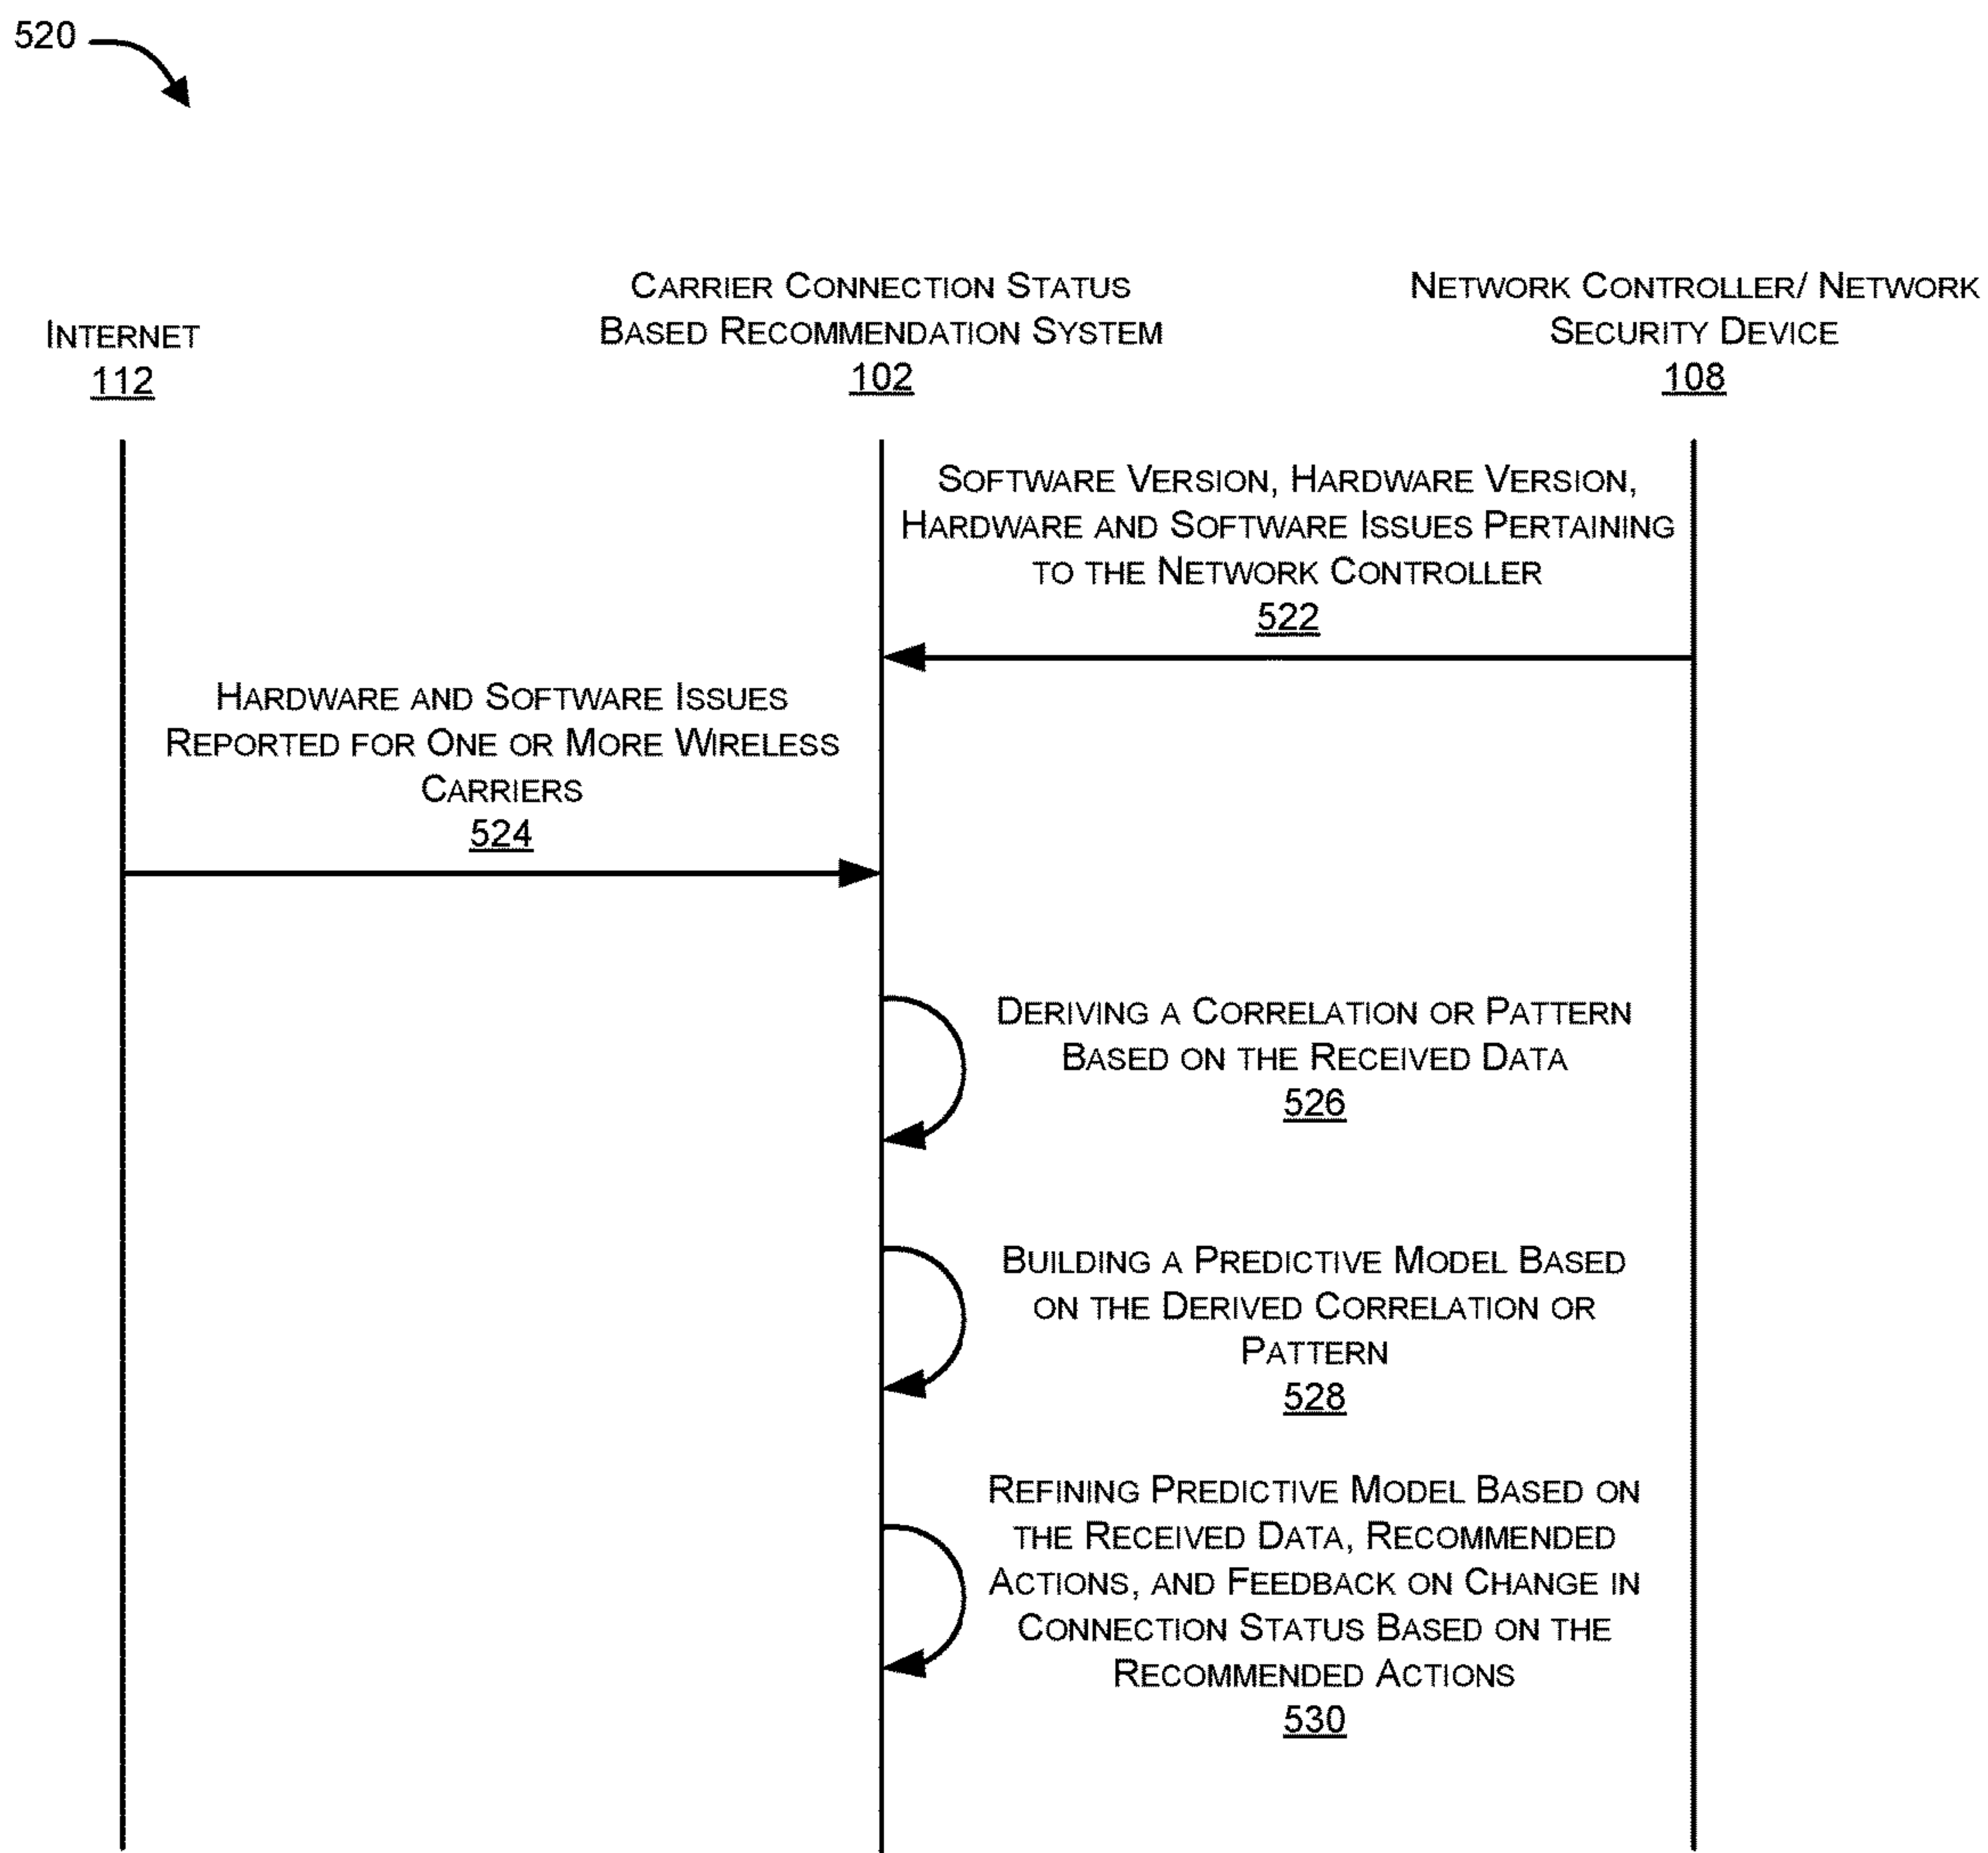 520
INTERNET
112
CARRIER CONNECTION STATUS
BASED RECOMMENDATION SYSTEM
102
NETWORK CONTROLLER/ NETWORK
SECURITY DEVICE
108
SOFTWARE VERSION, HARDWARE VERSION,
HARDWARE AND SOFTWARE ISSUES PERTAINING
TO THE NETWORK CONTROLLER
522
HARDWARE AND SOFTWARE ISSUES
REPORTED FOR ONE OR MORE WIRELESS
CARRIERS
524
DERIVING A CORRELATION OR PATTERN
BASED ON THE RECEIVED DATA
526
BUILDING A PREDICTIVE MODEL BASED
ON THE DERIVED CORRELATION OR
PATTERN
528
REFINING PREDICTIVE MODEL BASED ON
THE RECEIVED DATA, RECOMMENDED
ACTIONS, AND FEEDBACK ON CHANGE IN
CONNECTION STATUS BASED ON THE
RECOMMENDED ACTIONS
530